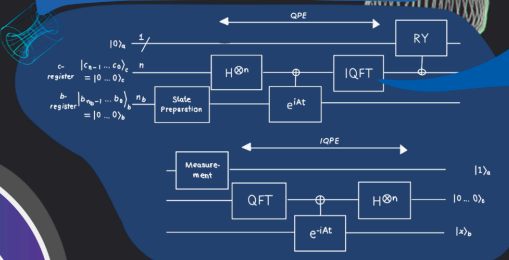 QPE
RY
|0⟩a
1
c-register
|cn-1 ... c0⟩c = |0 ... 0⟩c
n
H⊗n
IQFT
b-register
|bnb-1 ... b0⟩b = |0 ... 0⟩b
nb
State Preparation
eiAt
IQPE
Measure-
ment
|1⟩a
QFT
H⊗n
|0 ... 0⟩c
e-iAt
|x⟩b